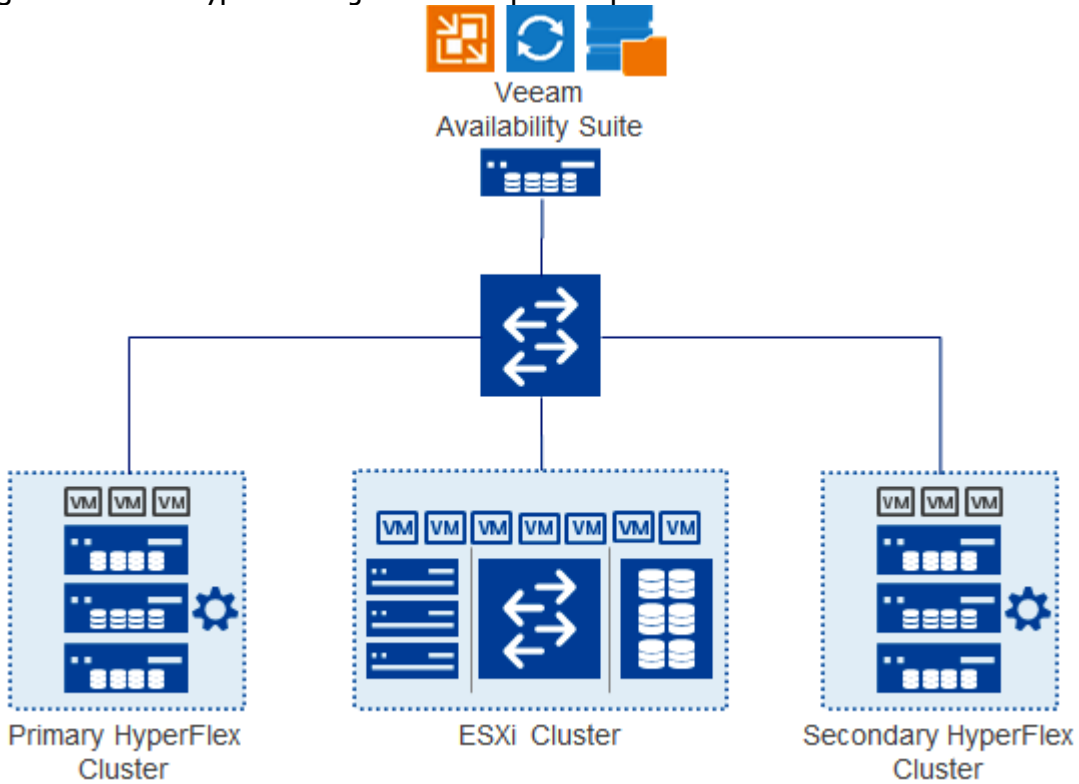 Veeam
Availability Suite
VM VM VM
VM VM VM VM VM VM VM
VM VM VM
Primary HyperFlex
Cluster
ESXi Cluster
Secondary HyperFlex
Cluster